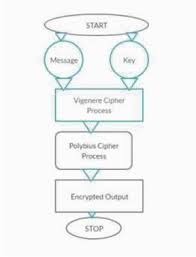 START
Message
Key
Vigenere Cipher
Process
Polybius Cipher
Process
Encrypted Output
STOP